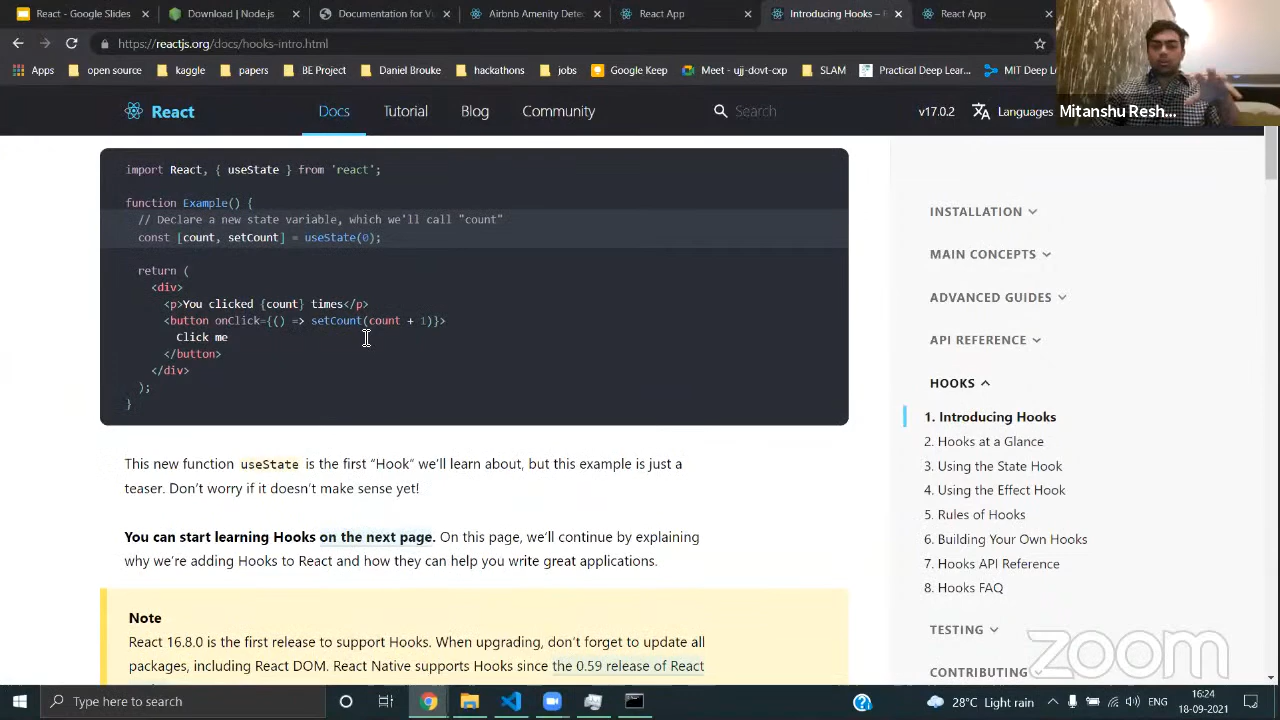 React - Google Slides
Download | Node.js
Documentation for V
Airbnb Amenity Dete
React App
Introducing Hooks –
React App
https://reactjs.org/docs/hooks-intro.html
Apps
open source
kaggle
papers
BE Project
Daniel Brouke
hackathons
jobs
Google Keep
Meet - ujj-dovt-cxp
SLAM
Practical Deep Lear...
MIT Deep Le
React
Docs
Tutorial
Blog
Community
Search
v17.0.2
Languages
Mitanshu Resh...
import React, { useState } from 'react';
function Example() {
// Declare a new state variable, which we'll call "count"
const [count, setCount] = useState(0);
return (
<div>
<p>You clicked {count} times</p>
<button onClick={() => setCount(count + 1)}>
Click me
</button>
</div>
);
}
This new function useState is the first “Hook” we’ll learn about, but this example is just a
teaser. Don’t worry if it doesn’t make sense yet!
You can start learning Hooks on the next page. On this page, we’ll continue by explaining
why we’re adding Hooks to React and how they can help you write great applications.
Note
React 16.8.0 is the first release to support Hooks. When upgrading, don’t forget to update all
packages, including React DOM. React Native supports Hooks since the 0.59 release of React
INSTALLATION
MAIN CONCEPTS
ADVANCED GUIDES
API REFERENCE
HOOKS
1. Introducing Hooks
2. Hooks at a Glance
3. Using the State Hook
4. Using the Effect Hook
5. Rules of Hooks
6. Building Your Own Hooks
7. Hooks API Reference
8. Hooks FAQ
TESTING
CONTRIBUTING
zoom
Type here to search
28°C Light rain
ENG
16:24
18-09-2021